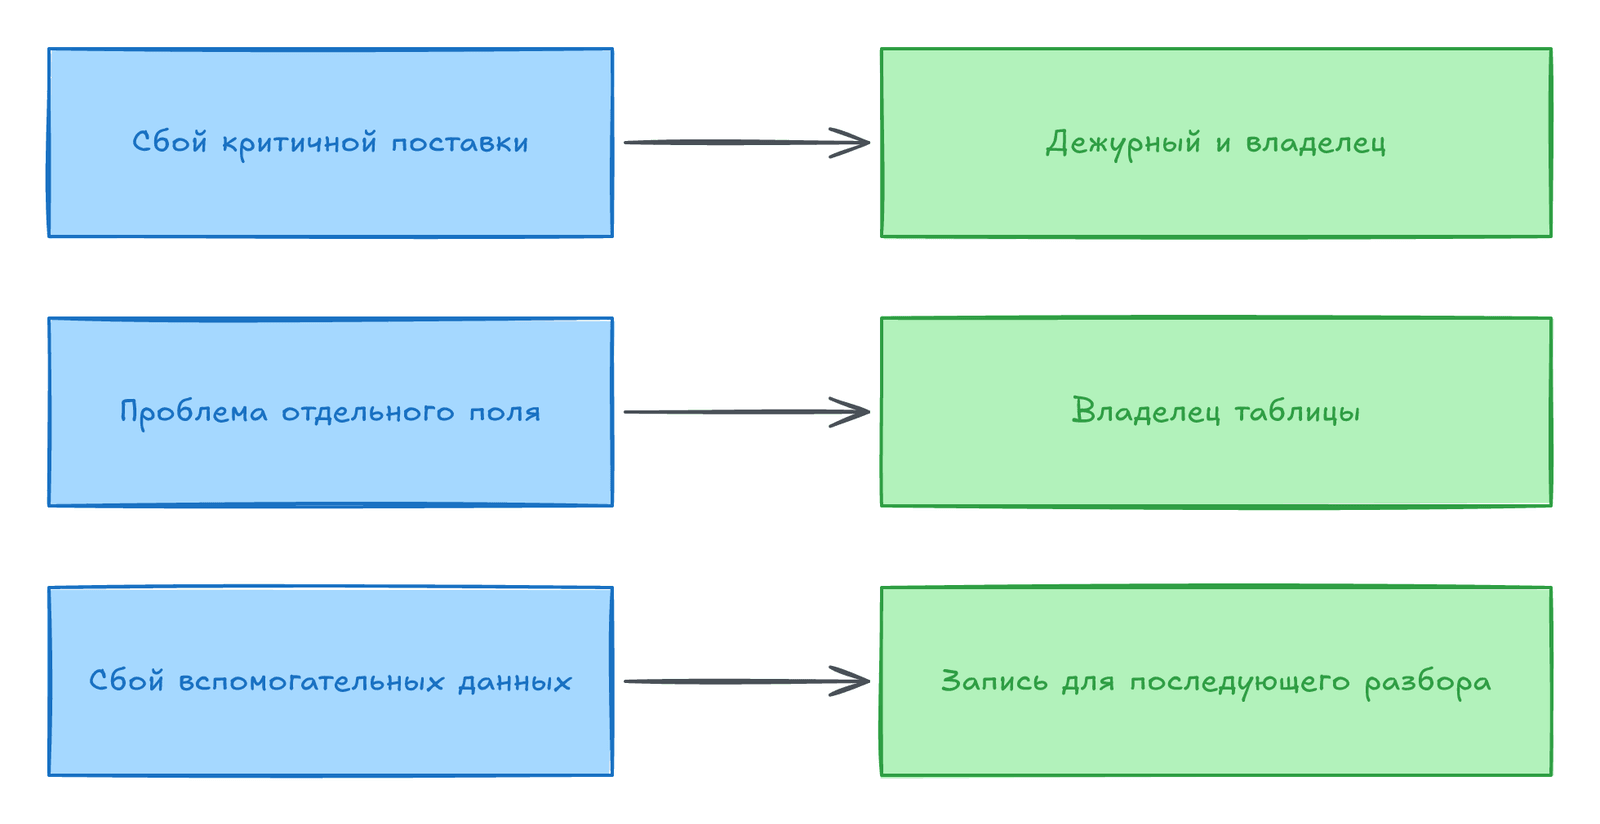 Сбой критичной поставки
Дежурный и владелец
Проблема отдельного поля
Владелец таблицы
Сбой вспомогательных данных
Запись для последующего разбора